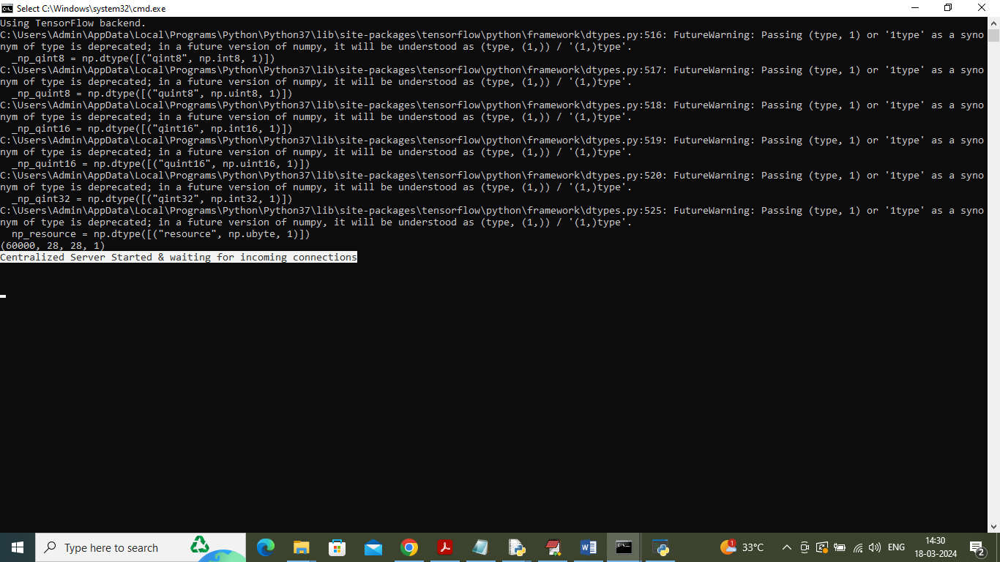 Select C:\Windows\system32\cmd.exe
Using TensorFlow backend.
C:\Users\Admin\AppData\Local\Programs\Python\Python37\lib\site-packages\tensorflow\python\framework\dtypes.py:516: FutureWarning: Passing (type, 1) or '1type' as a syno
nym of type is deprecated; in a future version of numpy, it will be understood as (type, (1,)) / '(1,)type'.
  _np_qint8 = np.dtype([("qint8", np.int8, 1)])
C:\Users\Admin\AppData\Local\Programs\Python\Python37\lib\site-packages\tensorflow\python\framework\dtypes.py:517: FutureWarning: Passing (type, 1) or '1type' as a syno
nym of type is deprecated; in a future version of numpy, it will be understood as (type, (1,)) / '(1,)type'.
  _np_quint8 = np.dtype([("quint8", np.uint8, 1)])
C:\Users\Admin\AppData\Local\Programs\Python\Python37\lib\site-packages\tensorflow\python\framework\dtypes.py:518: FutureWarning: Passing (type, 1) or '1type' as a syno
nym of type is deprecated; in a future version of numpy, it will be understood as (type, (1,)) / '(1,)type'.
  _np_qint16 = np.dtype([("qint16", np.int16, 1)])
C:\Users\Admin\AppData\Local\Programs\Python\Python37\lib\site-packages\tensorflow\python\framework\dtypes.py:519: FutureWarning: Passing (type, 1) or '1type' as a syno
nym of type is deprecated; in a future version of numpy, it will be understood as (type, (1,)) / '(1,)type'.
  _np_quint16 = np.dtype([("quint16", np.uint16, 1)])
C:\Users\Admin\AppData\Local\Programs\Python\Python37\lib\site-packages\tensorflow\python\framework\dtypes.py:520: FutureWarning: Passing (type, 1) or '1type' as a syno
nym of type is deprecated; in a future version of numpy, it will be understood as (type, (1,)) / '(1,)type'.
  _np_qint32 = np.dtype([("qint32", np.int32, 1)])
C:\Users\Admin\AppData\Local\Programs\Python\Python37\lib\site-packages\tensorflow\python\framework\dtypes.py:525: FutureWarning: Passing (type, 1) or '1type' as a syno
nym of type is deprecated; in a future version of numpy, it will be understood as (type, (1,)) / '(1,)type'.
  np_resource = np.dtype([("resource", np.ubyte, 1)])
(60000, 28, 28, 1)
Centralized Server Started & waiting for incoming connections
Type here to search
1
33°C
ENG
14:30
18-03-2024
2